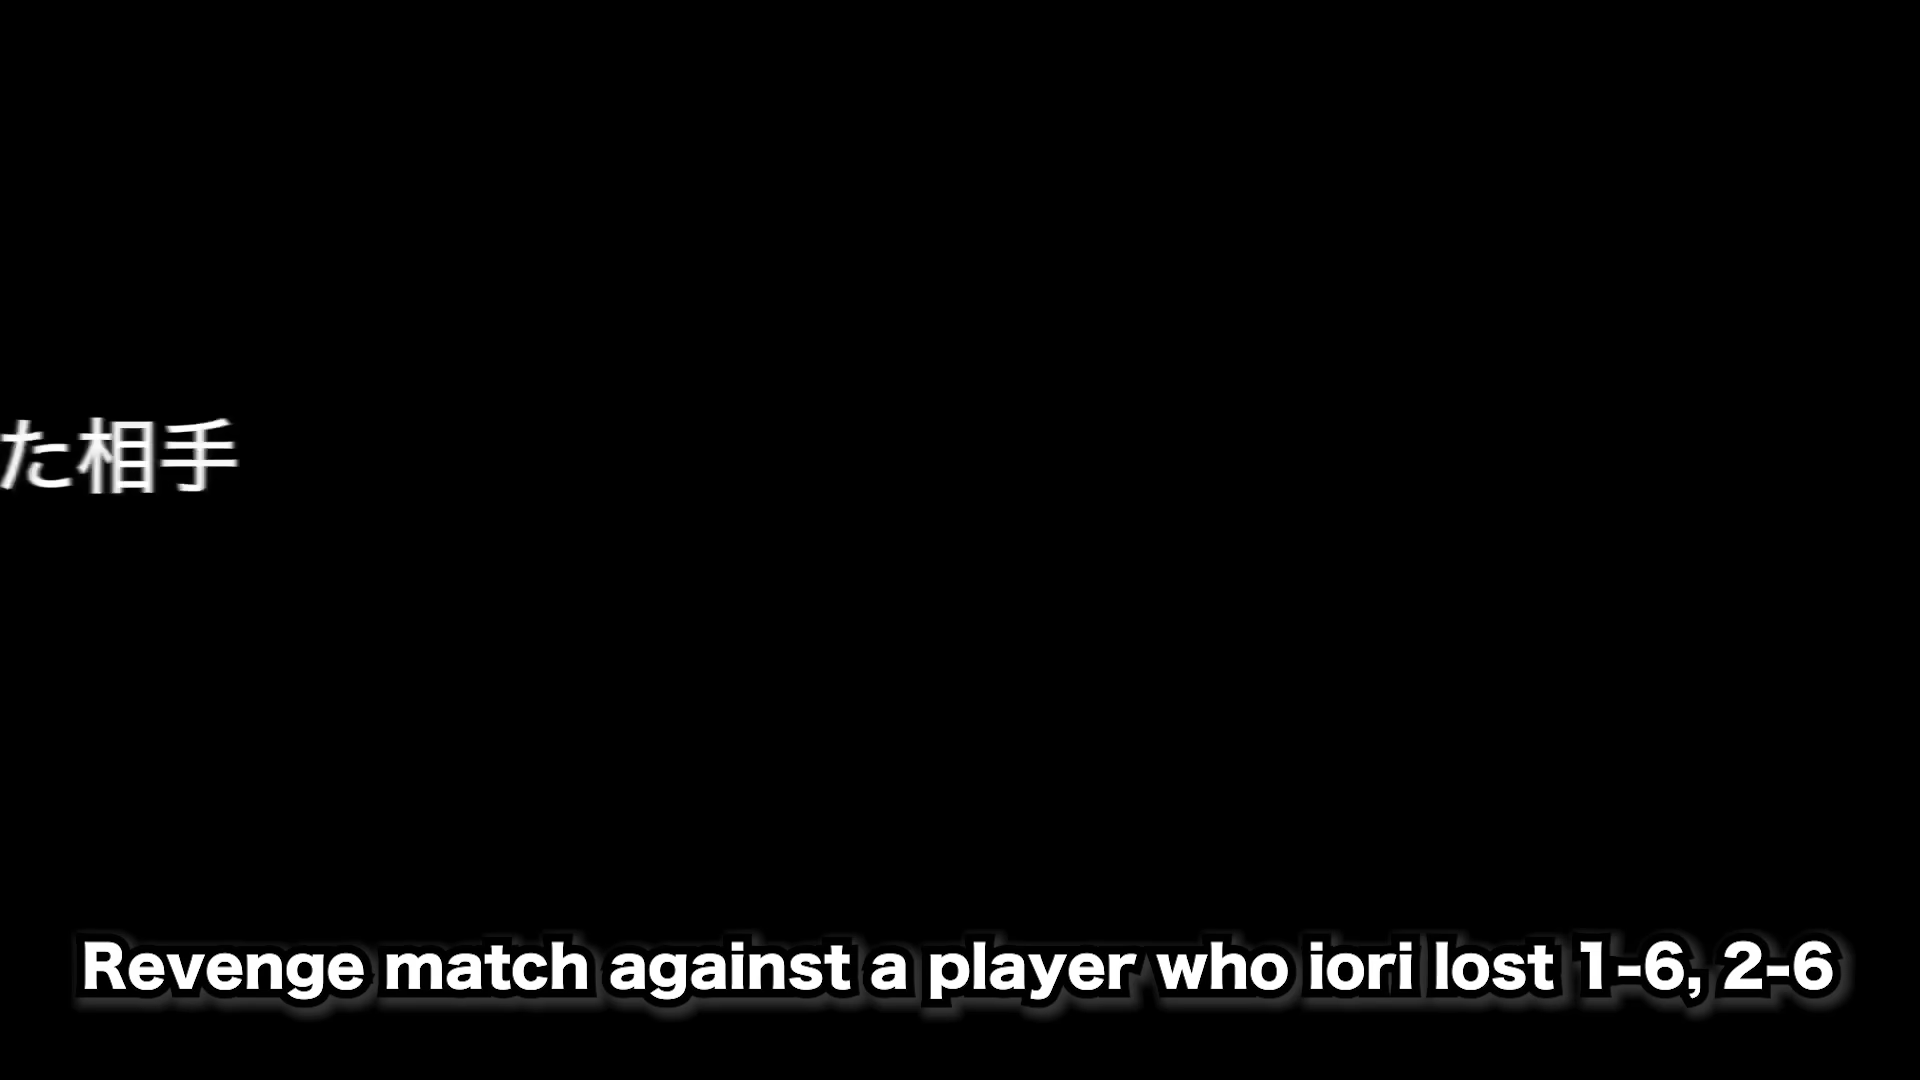 た相手
Revenge match against a player who iori lost 1-6, 2-6